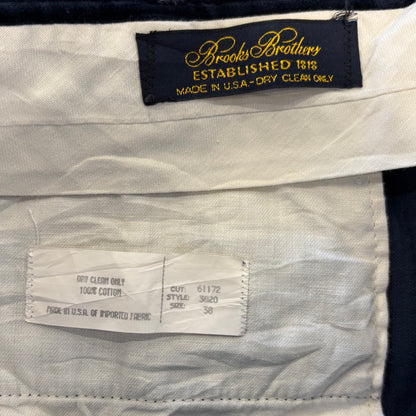 Brooks Brothers
ESTABLISHED 1818
MADE IN U.S.A.-DRY CLEAN ONLY
DRY CLEAN ONLY
100% COTTON
MADE IN U.S.A. OF IMPORTED FABRIC
CUT: 61172
STYLE: 3020
SIZE: 38